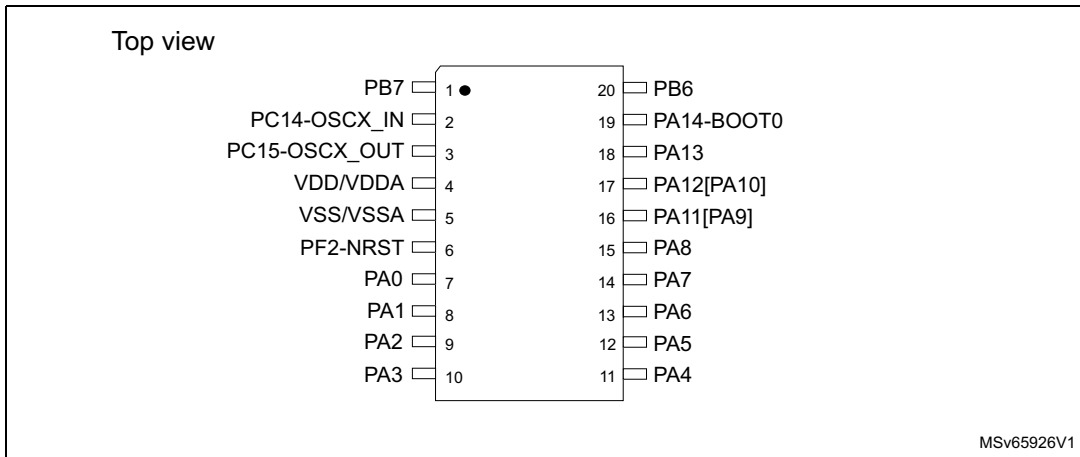 Top view
PB7 1 20 PB6
PC14-OSCX_IN 2 19 PA14-BOOT0
PC15-OSCX_OUT 3 18 PA13
VDD/VDDA 4 17 PA12[PA10]
VSS/VSSA 5 16 PA11[PA9]
PF2-NRST 6 15 PA8
PA0 7 14 PA7
PA1 8 13 PA6
PA2 9 12 PA5
PA3 10 11 PA4
MSv65926V1